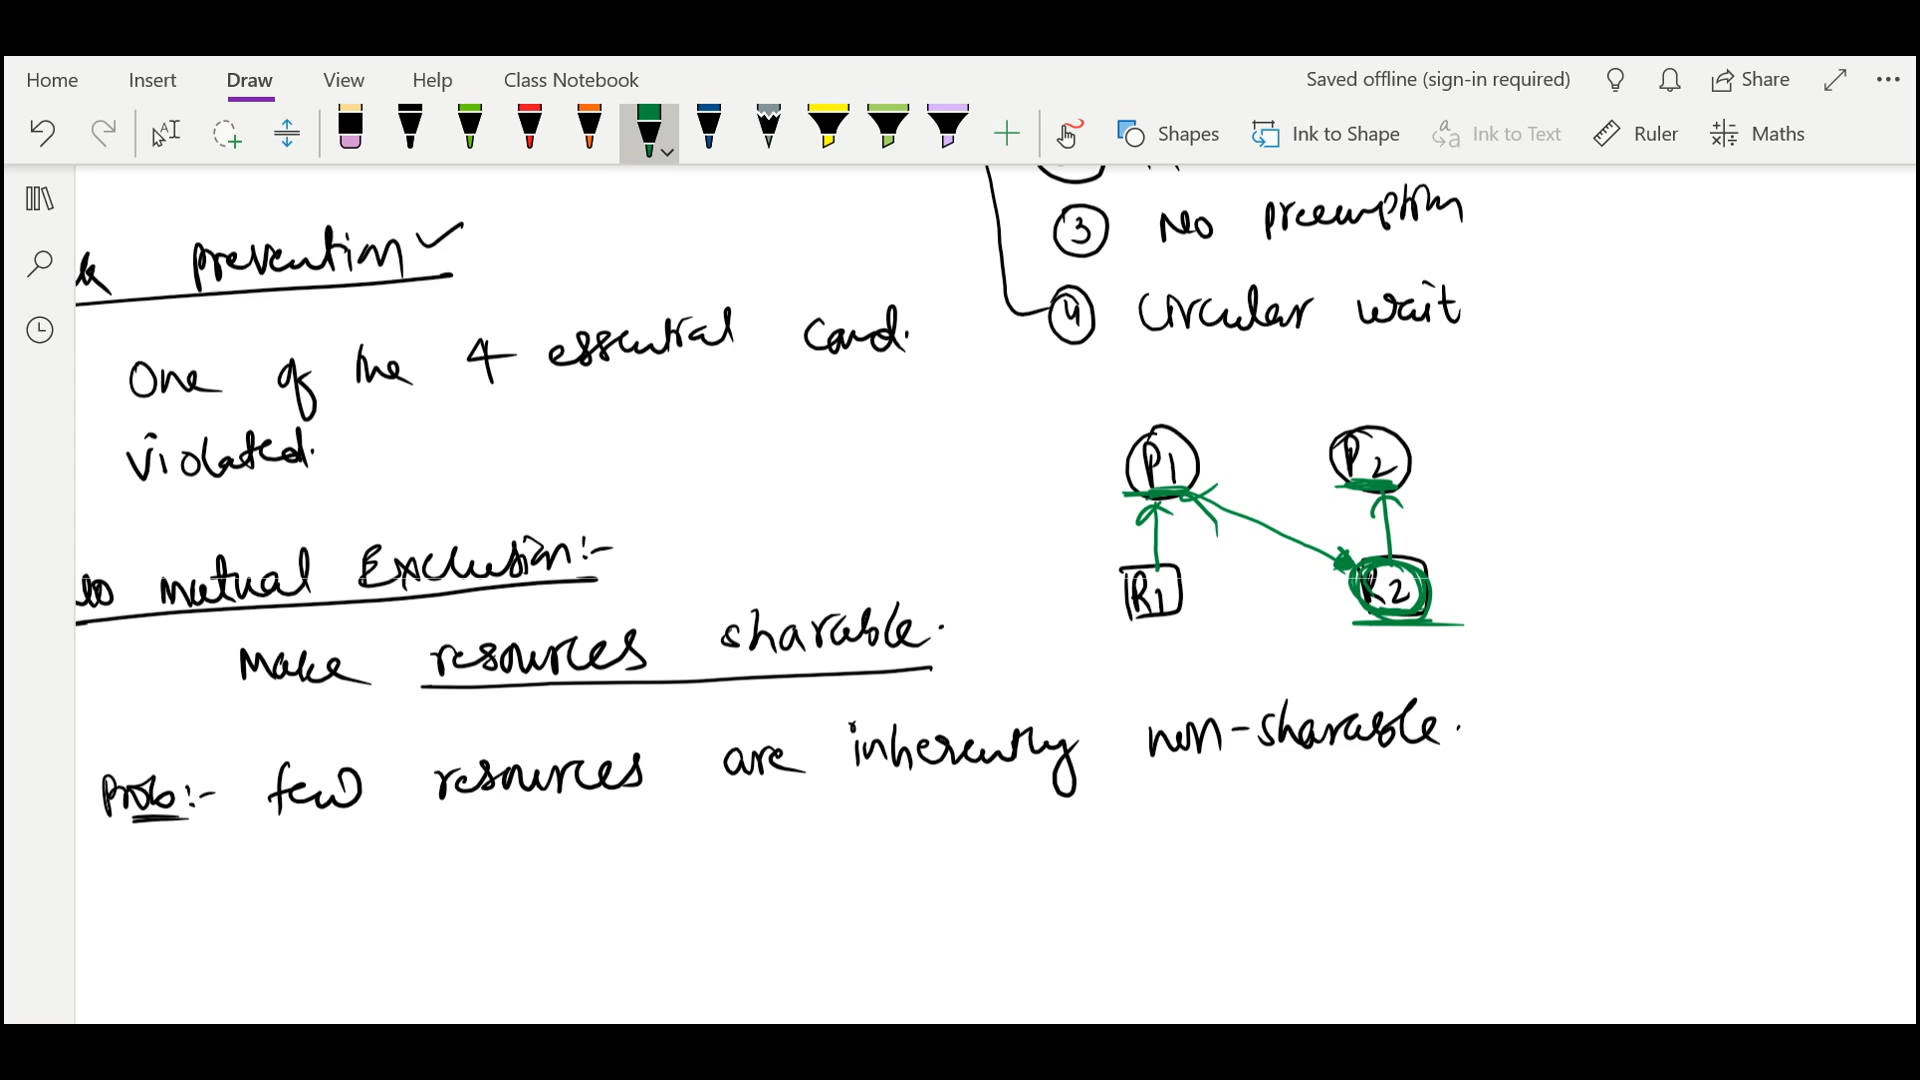 Home Insert Draw View Help Class Notebook Saved offline (sign-in required) Share
Shapes Ink to Shape Ink to Text Ruler Maths
3 No preemption
k prevention
4 Circular wait
One of the 4 essential Cond.
violated.
P1 P2
Mutual Exclusion:-
R1 R2
Make resources sharable.
Prob:- few resources are inherently non-sharable.